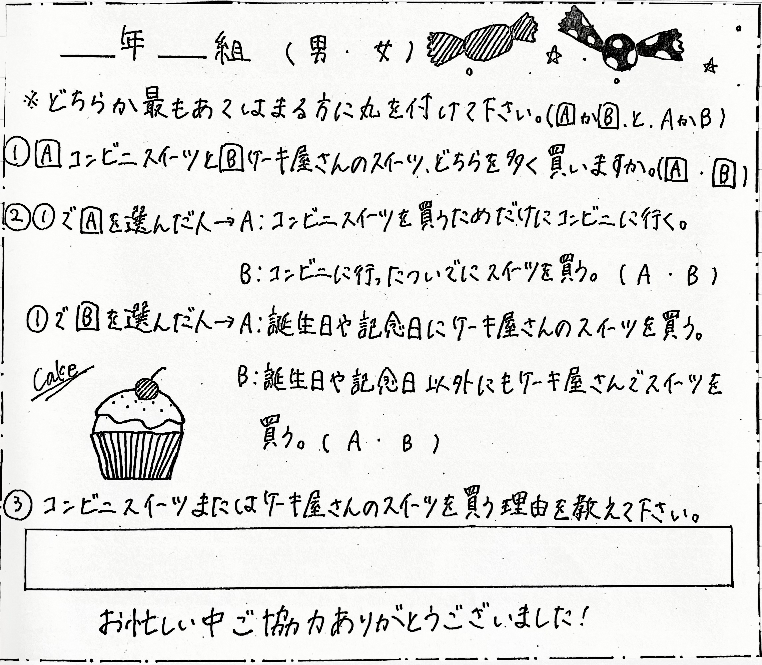 ___年___組（男・女）
※どちらか最もあてはまる方に丸を付けて下さい。(🄰か🄱.と、AかB)
①🄰コンビニスイーツと🄱ケーキ屋さんのスイーツ、どちらを多く買いますか。(🄰・🄱)
②①で🄰を選んだ人→A:コンビニスイーツを買うためだけにコンビニに行く。
B:コンビニに行ったついでにスイーツを買う。(A・B)
①で🄱を選んだ人→A:誕生日や記念日にケーキ屋さんのスイーツを買う。
Cake
B:誕生日や記念日以外にもケーキ屋さんでスイーツを
買う。(A・B)
③コンビニスイーツまたはケーキ屋さんのスイーツを買う理由を教えて下さい。
お忙しい中ご協力ありがとうございました!